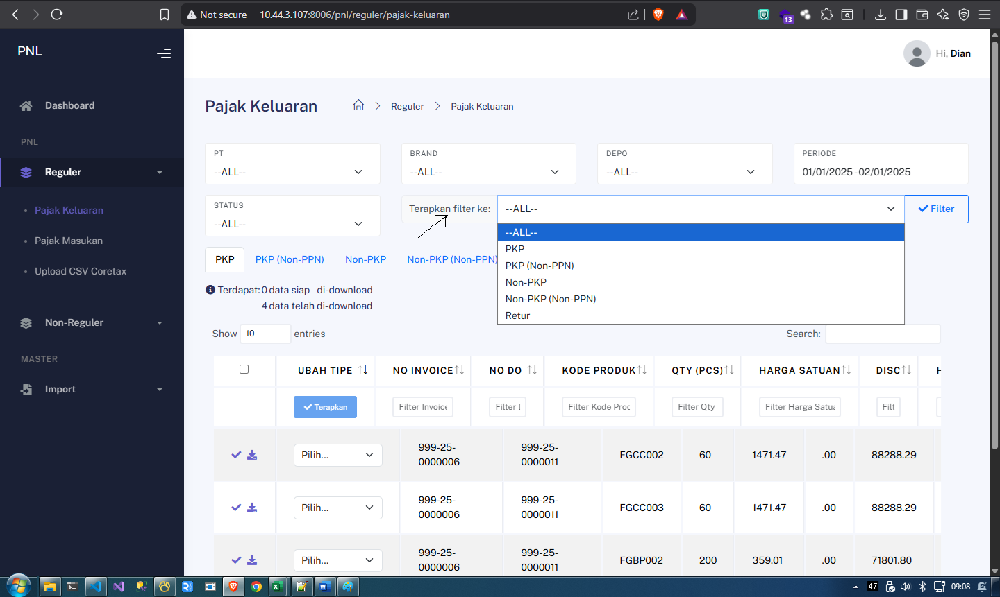 Not secure 10.44.3.107:8006/pnl/reguler/pajak-keluaran
13
PNL
Hi, Dian
Dashboard
PNL
Reguler
Pajak Keluaran
Pajak Masukan
Upload CSV Coretax
Non-Reguler
MASTER
Import
Pajak Keluaran Reguler Pajak Keluaran
PT BRAND DEPO PERIODE
--ALL-- --ALL-- --ALL-- 01/01/2025 - 02/01/2025
STATUS
--ALL--
Terapkan filter ke: --ALL-- Filter
--ALL--
PKP
PKP (Non-PPN)
Non-PKP
Non-PKP (Non-PPN)
Retur
PKP PKP (Non-PPN) Non-PKP Non-PKP (Non-PPN)
Terdapat: 0 data siap di-download
4 data telah di-download
Show 10 entries Search:
UBAH TIPE NO INVOICE NO DO KODE PRODUK QTY (PCS) HARGA SATUAN DISC
Terapkan Filter Invoice Filter Kode Proc Filter Qty Filter Harga Satua Filt
Pilih... 999-25-0000006 999-25-0000011 FGCC002 60 1471.47 .00 88288.29
Pilih... 999-25-0000006 999-25-0000011 FGCC003 60 1471.47 .00 88288.29
Pilih... 999-25-0000006 999-25-0000011 FGBP002 200 359.01 .00 71801.80
47 09:08